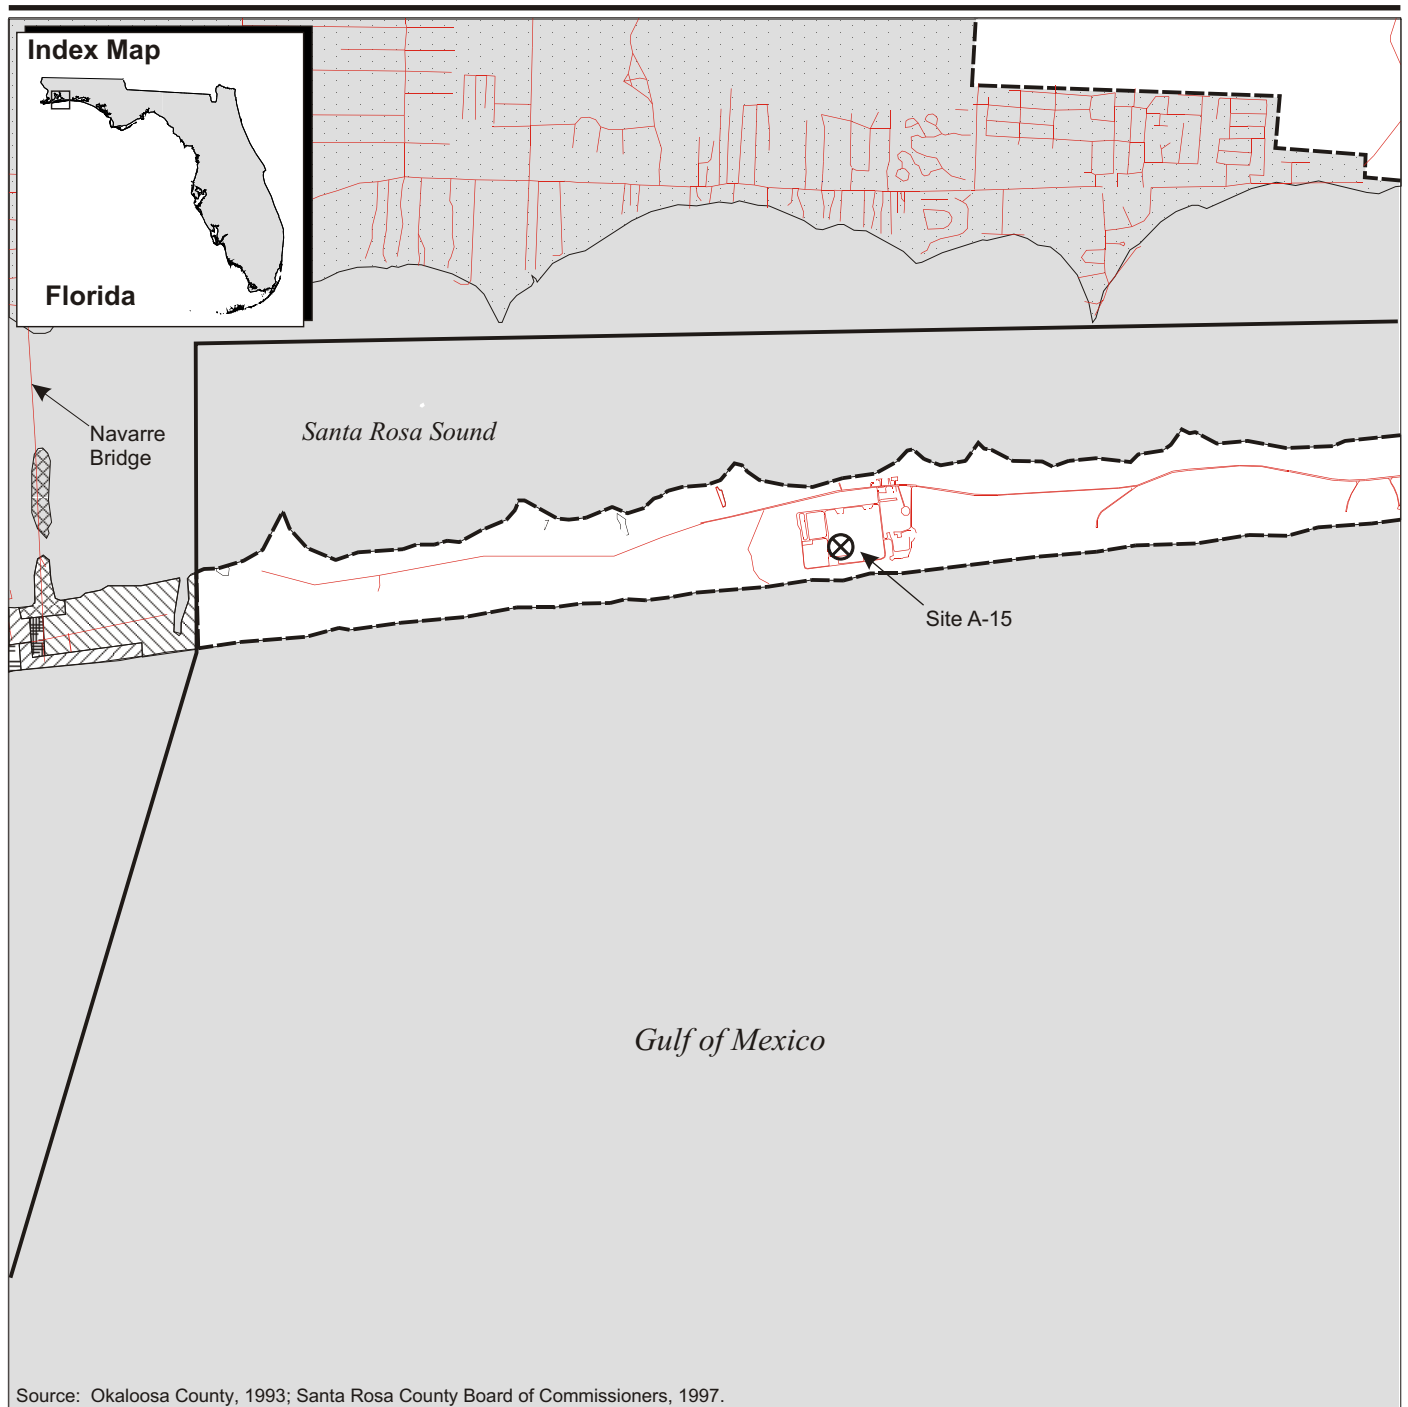 Index Map
Florida
Navarre
Bridge
Santa Rosa Sound
Site A-15
Gulf of Mexico
Source:  Okaloosa County, 1993; Santa Rosa County Board of Commissioners, 1997.